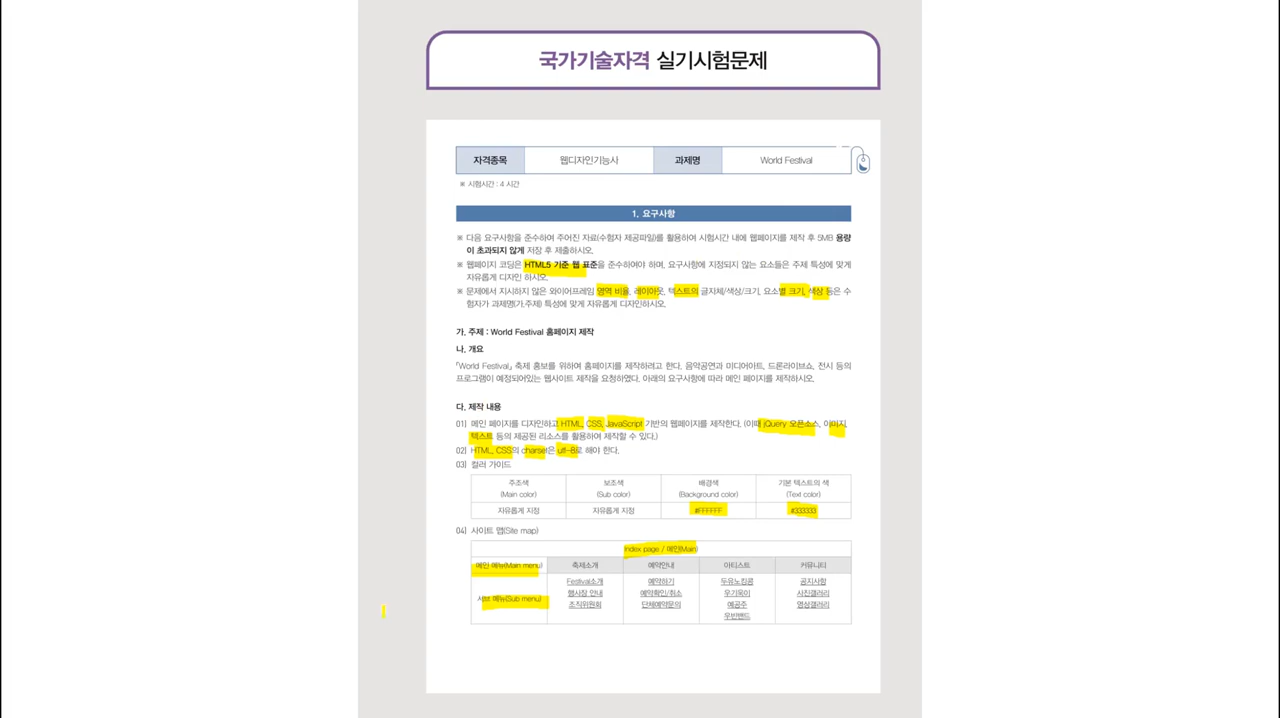 국가기술자격 실기시험문제
자격종목 웹디자인기능사 과제명 World Festival
※ 시험시간 : 4 시간
1. 요구사항
※ 다음 요구사항을 준수하여 주어진 자료(수험자 제공파일)를 활용하여 시험시간 내에 웹페이지를 제작 후 5MB 용량
이 초과되지 않게 저장 후 제출하시오.
※ 웹페이지 코딩은 HTML5 기준 웹 표준을 준수하여야 하며, 요구사항에 지정되지 않는 요소들은 주제 특성에 맞게
자유롭게 디자인 하시오.
※ 문제에서 지시하지 않은 와이어프레임 영역 비율, 레이아웃, 텍스트의 글자체/색상/크기, 요소별 크기, 색상 등은 수
험자가 과제명(가.주제) 특성에 맞게 자유롭게 디자인하시오.
가. 주제 : World Festival 홈페이지 제작
나. 개요
「World Festival」 축제 홍보를 위하여 홈페이지를 제작하려고 한다. 음악공연과 미디어아트, 드론라이브쇼, 전시 등의
프로그램이 예정되어있는 웹사이트 제작을 요청하였다. 아래의 요구사항에 따라 메인 페이지를 제작하시오.
다. 제작 내용
01) 메인 페이지를 디자인하고 HTML, CSS, JavaScript 기반의 웹페이지를 제작한다. (이때 jQuery 오픈소스, 이미지,
텍스트 등의 제공된 리소스를 활용하여 제작할 수 있다.)
02) HTML, CSS의 charset은 utf-8로 해야 한다.
03) 컬러 가이드
주조색 보조색 배경색 기본 텍스트의 색
(Main color) (Sub color) (Background color) (Text color)
자유롭게 지정 자유롭게 지정 #FFFFFF #333333
04) 사이트 맵(Site map)
Index page / 메인(Main)
메인 메뉴(Main menu) 축제소개 예약안내 아티스트 커뮤니티
서브 메뉴(Sub menu) Festival소개 예약하기 두유노킴콩 공지사항
행사장 안내 예약확인/취소 우기묵이 사진갤러리
조직위원회 단체예약문의 예공주 영상갤러리
우반밴드